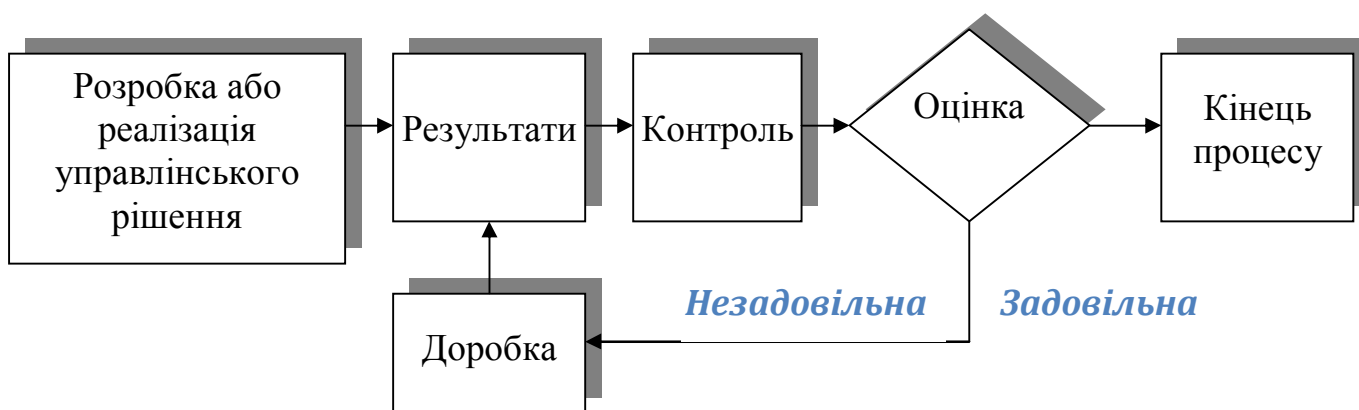 Розробка або
реалізація
управлінського
рішення
Результати
Контроль
Оцінка
Кінець
процесу
Незадовільна
Задовільна
Доробка